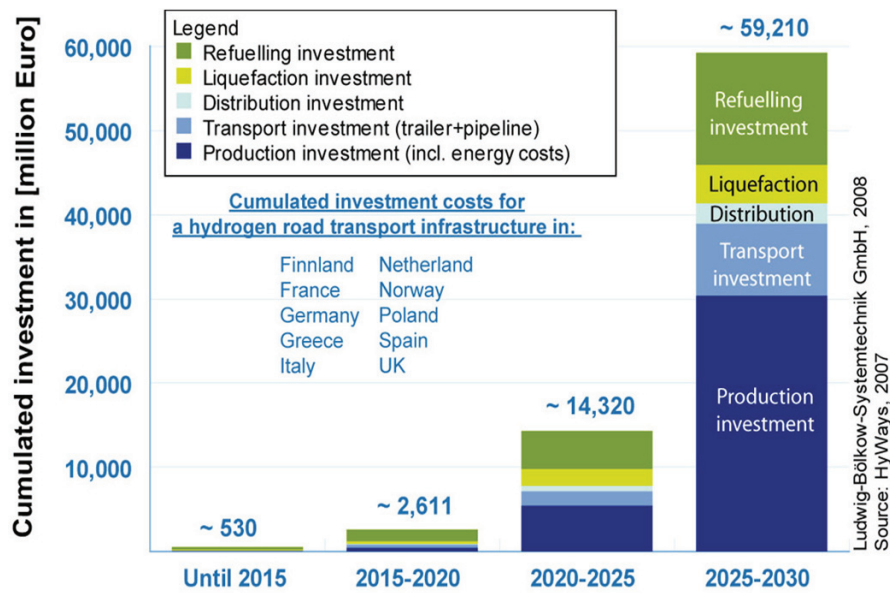 Cumulated investment in [million Euro]
60,000
50,000
40,000
30,000
20,000
10,000
Legend
Refuelling investment
Liquefaction investment
Distribution investment
Transport investment (trailer+pipeline)
Production investment (incl. energy costs)
Cumulated investment costs for
a hydrogen road transport infrastructure in:
Finnland Netherland
France Norway
Germany Poland
Greece Spain
Italy UK
~ 530
~ 2,611
~ 14,320
~ 59,210
Refuelling
investment
Liquefaction
Distribution
Transport
investment
Production
investment
Until 2015
2015-2020
2020-2025
2025-2030
Ludwig-Bölkow-Systemtechnik GmbH, 2008
Source: HyWays, 2007